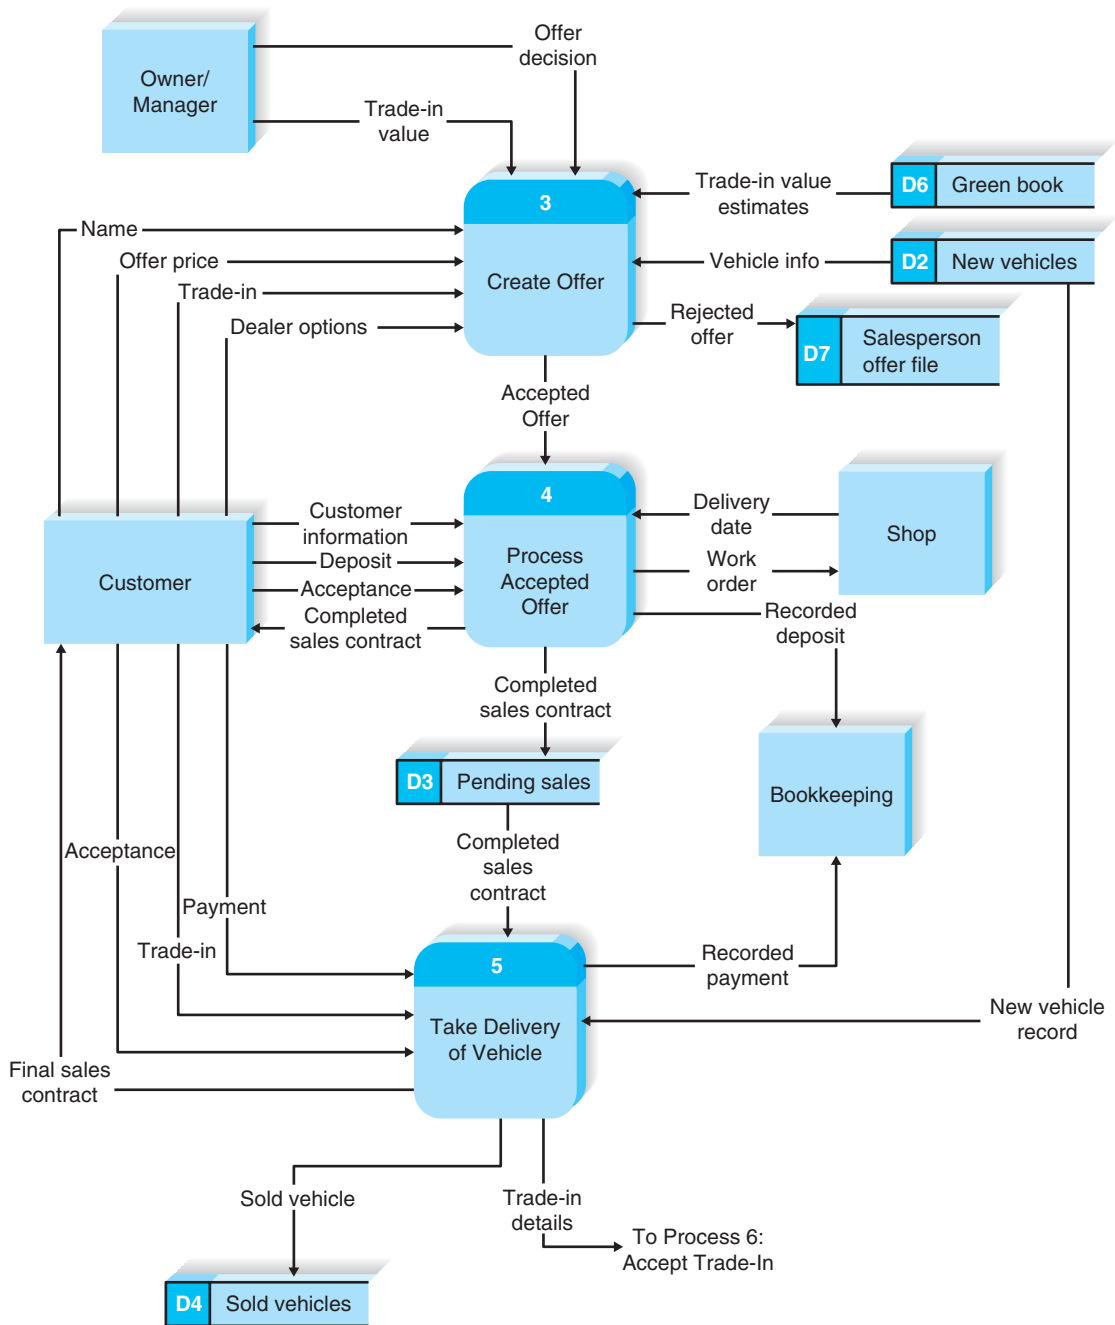 Offer
decision
Owner/
Manager
Trade-in
value
3
Create Offer
Trade-in value
estimates
D6 Green book
Name
Offer price
Trade-in
Dealer options
Vehicle info
D2 New vehicles
Rejected
offer
D7
Salesperson
offer file
Accepted
Offer
4
Process
Accepted
Offer
Customer
Customer
information
Deposit
Acceptance
Completed
sales contract
Delivery
date
Work
order
Shop
Recorded
deposit
Completed
sales contract
D3 Pending sales
Bookkeeping
Completed
sales
contract
Acceptance
Payment
Trade-in
5
Take Delivery
of Vehicle
Recorded
payment
New vehicle
record
Final sales
contract
Sold vehicle
Trade-in
details
To Process 6:
Accept Trade-In
D4 Sold vehicles